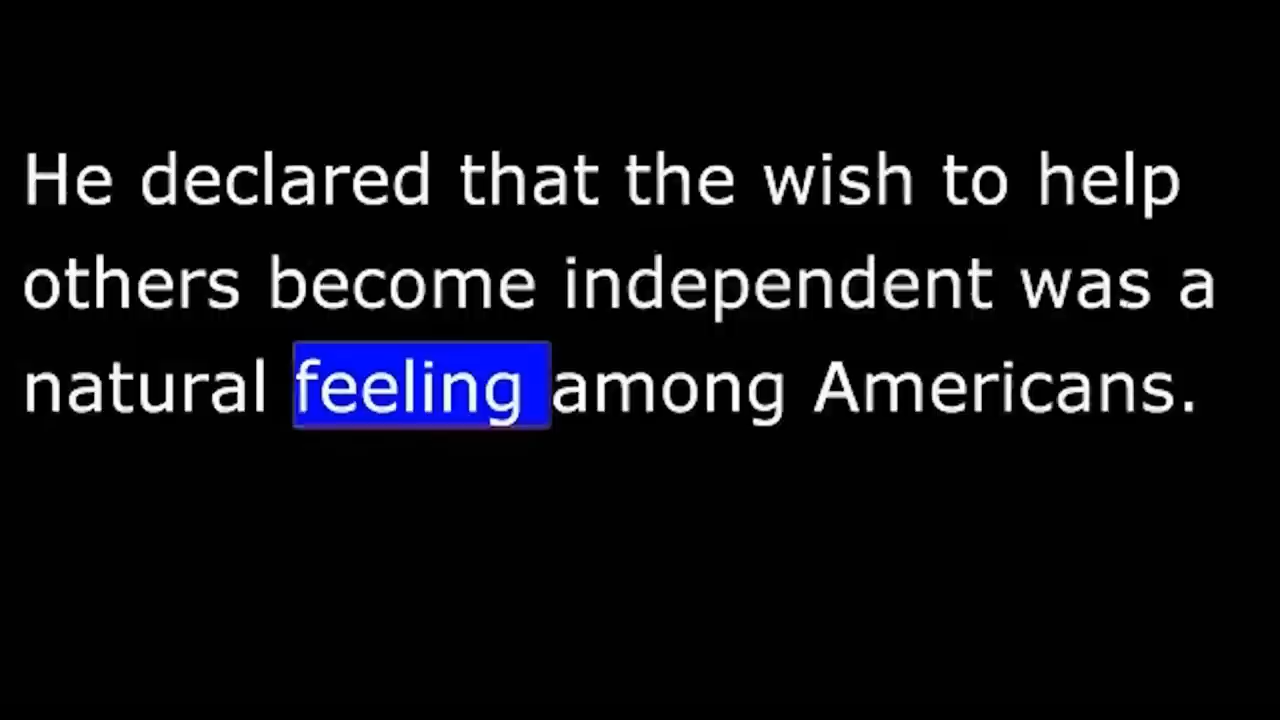 He declared that the wish to help
others become independent was a
natural feeling among Americans.